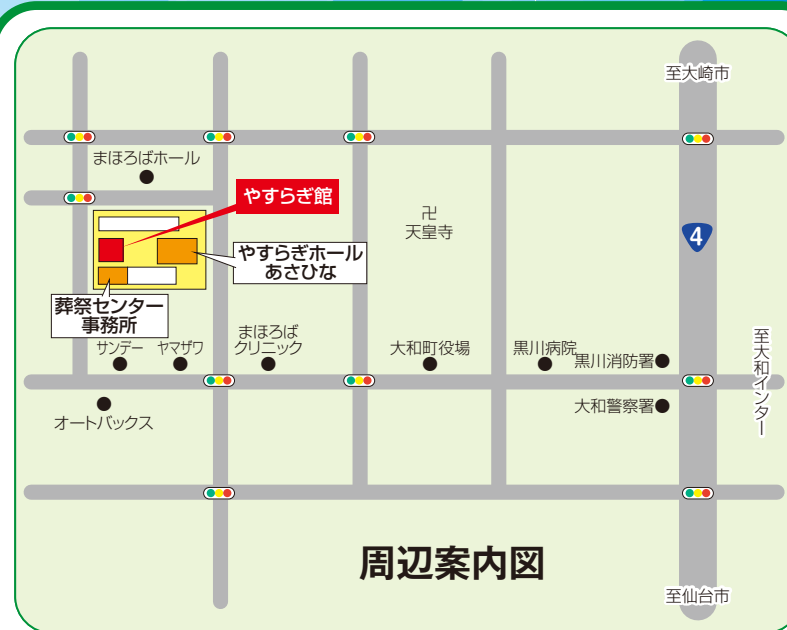 至大崎市
まほろばホール
やすらぎ館
卍
天皇寺
4
やすらぎホール
あさひな
葬祭センター
事務所
サンデー
ヤマザワ
まほろば
クリニック
大和町役場
黒川病院
黒川消防署
至大和インター
オートバックス
大和警察署
周辺案内図
至仙台市